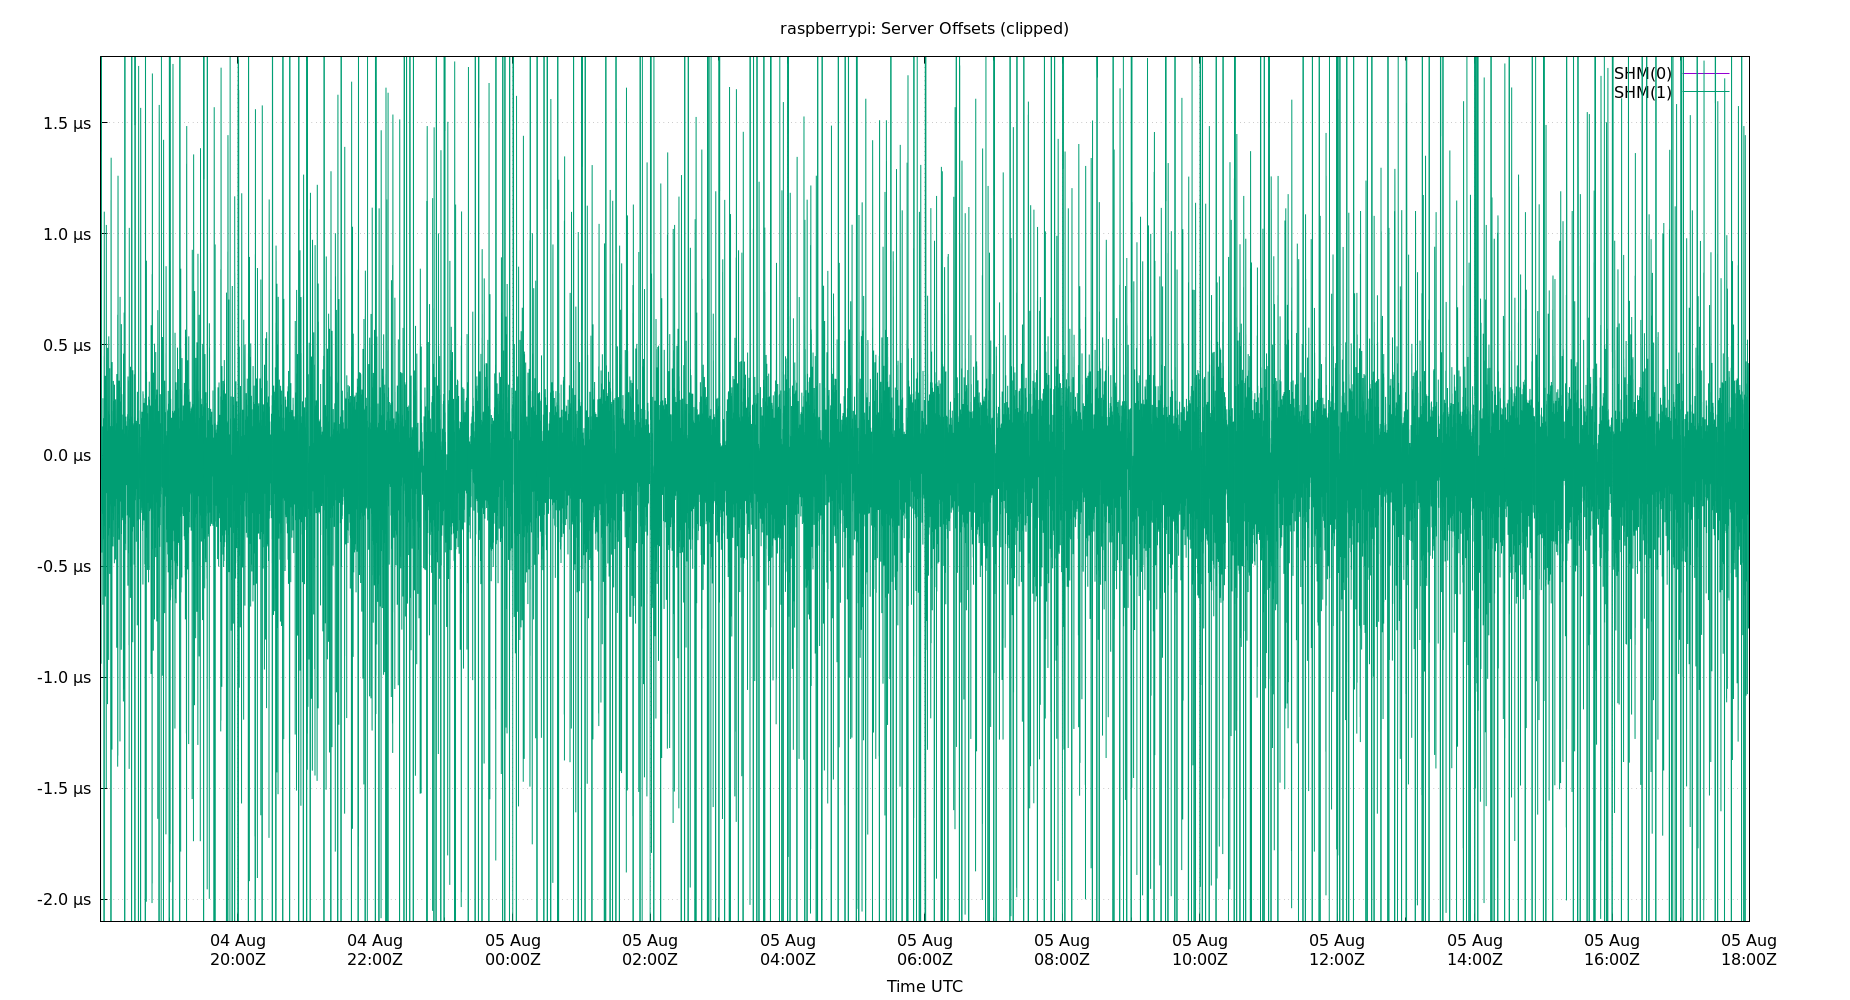 raspberrypi: Server Offsets (clipped)
SHM(0)
SHM(1)
1.5 µs
1.0 µs
0.5 µs
0.0 µs
-0.5 µs
-1.0 µs
-1.5 µs
-2.0 µs
04 Aug 04 Aug 05 Aug 05 Aug 05 Aug 05 Aug 05 Aug 05 Aug 05 Aug 05 Aug 05 Aug 05 Aug
20:00Z 22:00Z 00:00Z 02:00Z 04:00Z 06:00Z 08:00Z 10:00Z 12:00Z 14:00Z 16:00Z 18:00Z
Time UTC